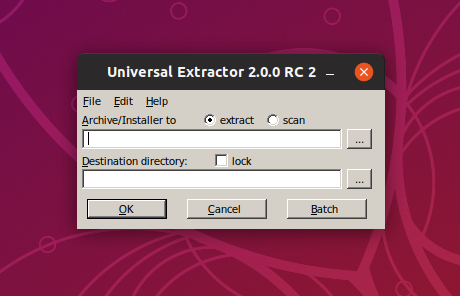 Universal Extractor 2.0.0 RC 2
File Edit Help
Archive/Installer to extract scan
...
Destination directory: lock
...
OK Cancel Batch